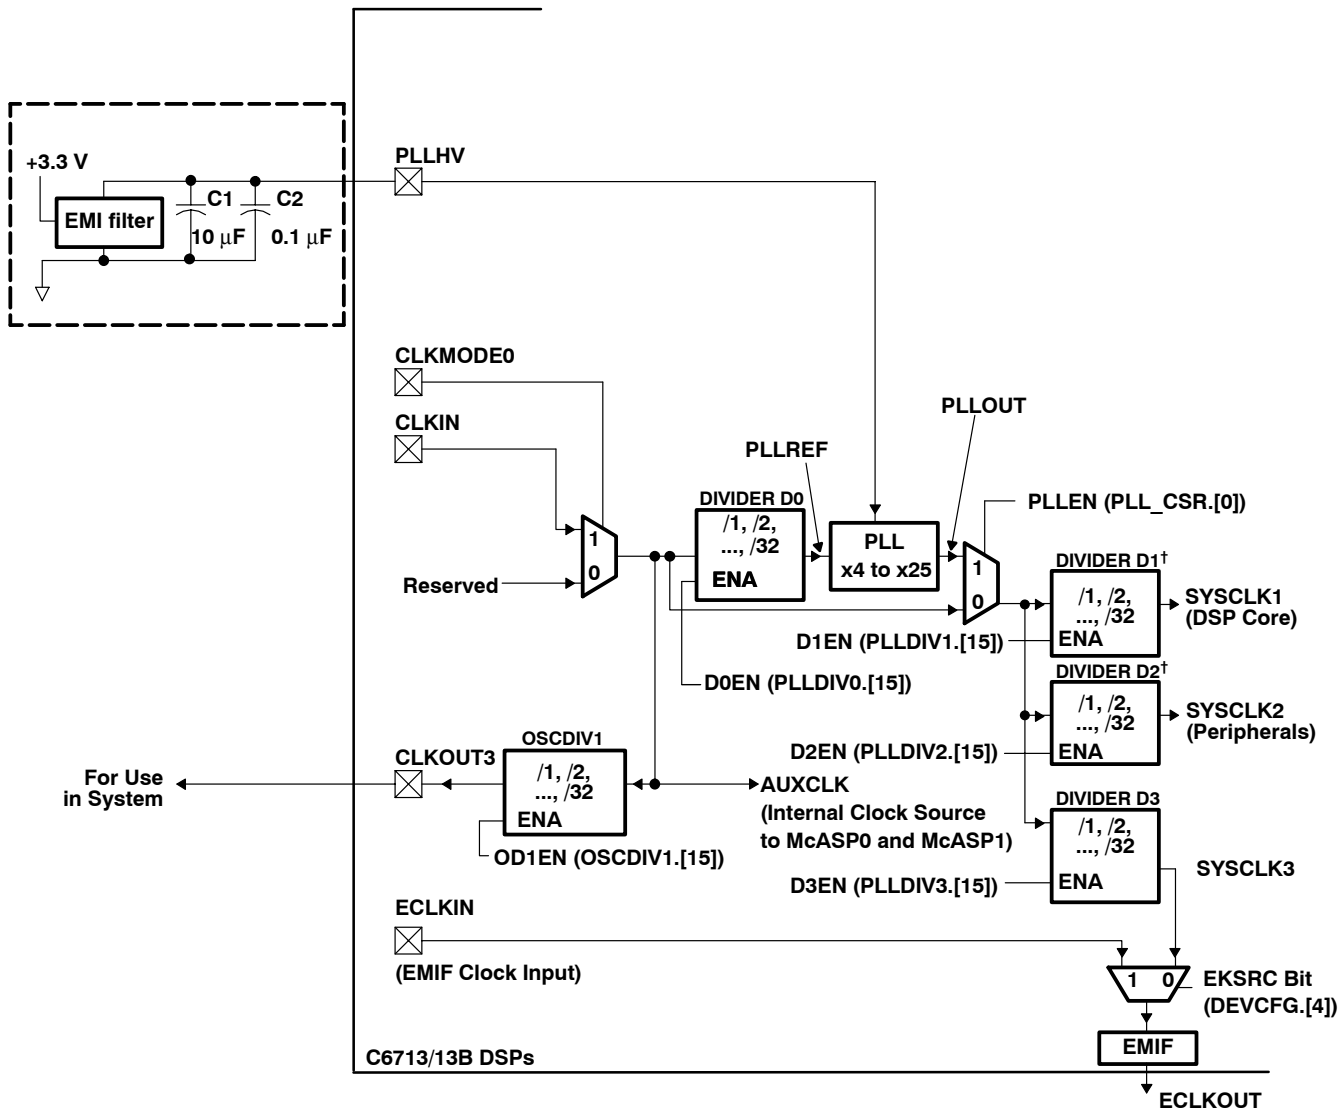 +3.3 V
EMI filter
C1
C2
10 μF
0.1 μF
PLLHV
CLKMODE0
CLKIN
Reserved
1
0
DIVIDER D0
/1, /2,
..., /32
ENA
PLLREF
PLLOUT
PLL
x4 to x25
PLLEN (PLL_CSR.[0])
1
0
D0EN (PLLDIV0.[15])
DIVIDER D1†
/1, /2,
..., /32
ENA
D1EN (PLLDIV1.[15])
SYSCLK1
(DSP Core)
DIVIDER D2†
/1, /2,
..., /32
ENA
D2EN (PLLDIV2.[15])
SYSCLK2
(Peripherals)
DIVIDER D3
/1, /2,
..., /32
ENA
D3EN (PLLDIV3.[15])
SYSCLK3
For Use
in System
CLKOUT3
OSCDIV1
/1, /2,
..., /32
ENA
OD1EN (OSCDIV1.[15])
AUXCLK
(Internal Clock Source
to McASP0 and McASP1)
ECLKIN
(EMIF Clock Input)
1 0
EKSRC Bit
(DEVCFG.[4])
EMIF
C6713/13B DSPs
ECLKOUT